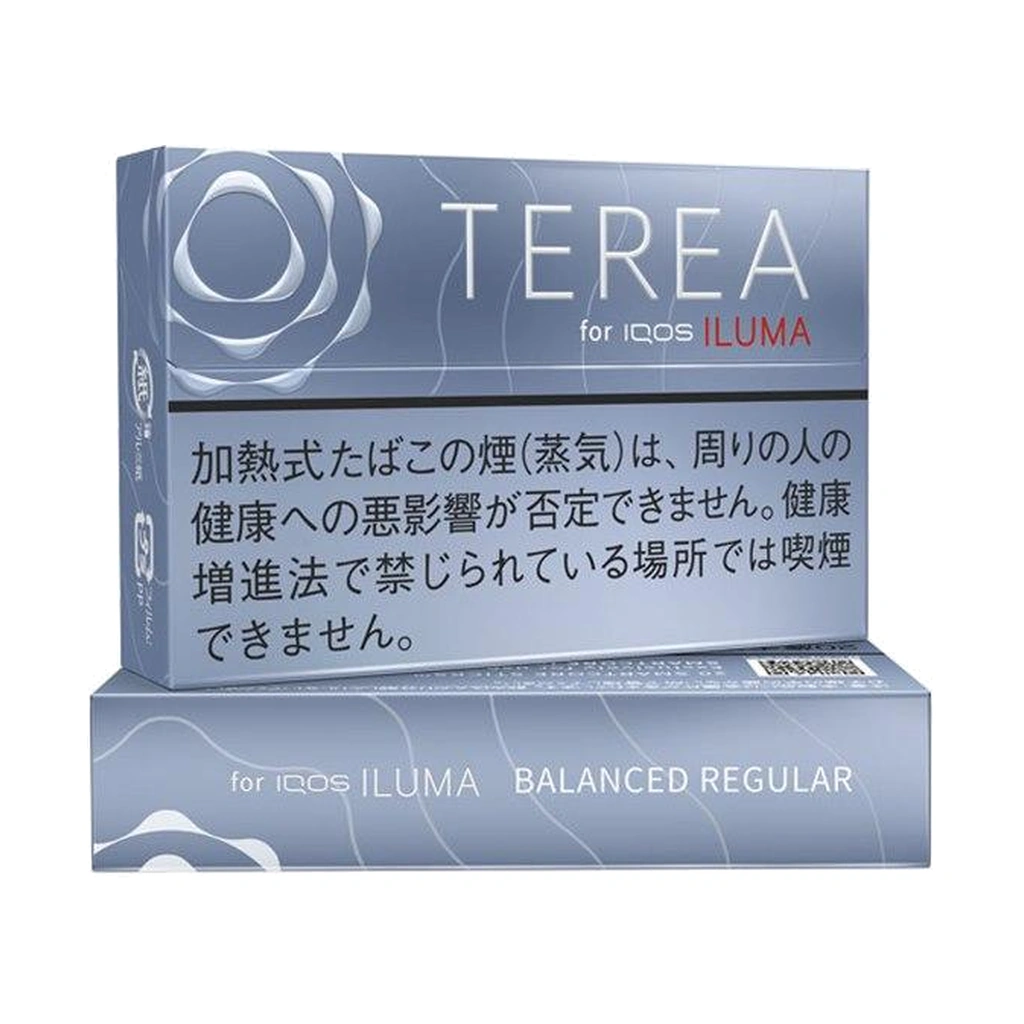 TEREA
for IQOS ILUMA
加熱式たばこの煙(蒸気)は、周りの人の
健康への悪影響が否定できません。健康
増進法で禁じられている場所では喫煙
できません。
紙
プラ
for IQOS ILUMA BALANCED REGULAR